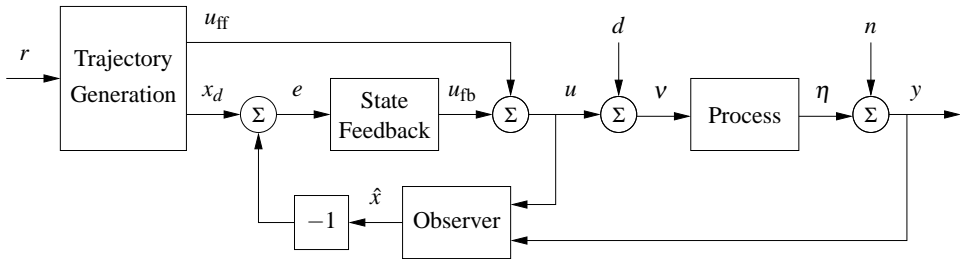 r
Trajectory
Generation
u_ff
x_d
Σ
e
State
Feedback
u_fb
Σ
u
d
Σ
ν
Process
η
n
Σ
y
−1
x̂
Observer